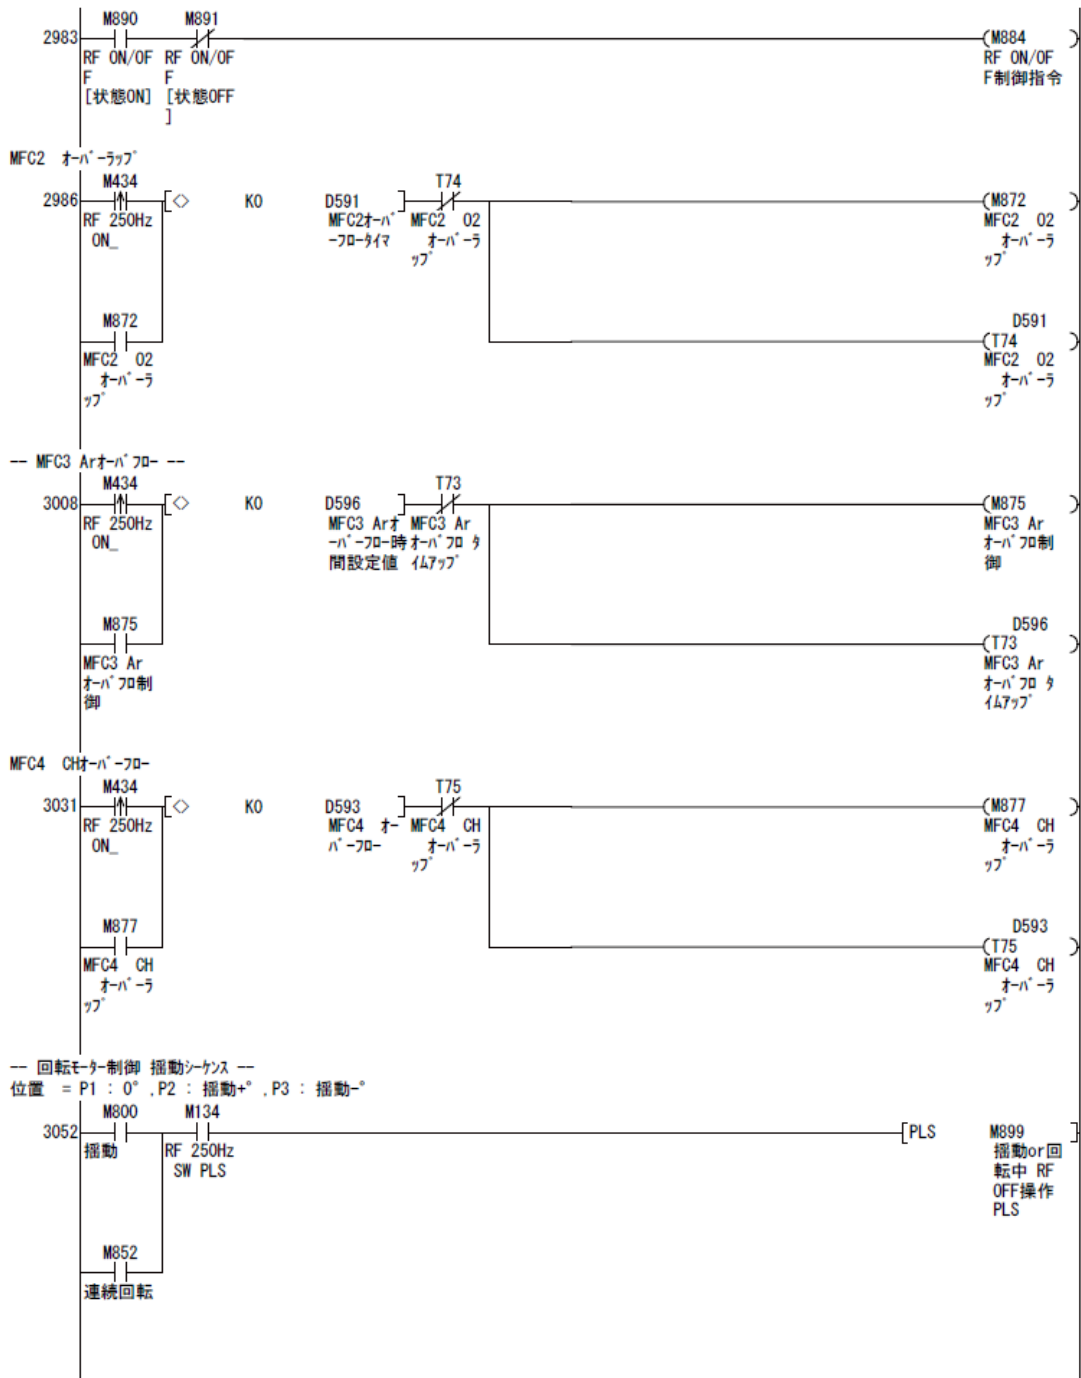 M890 M891
2983 (M884 )
RF ON/OF RF ON/OF RF ON/OF
F F F制御指令
[状態ON] [状態OFF
]
MFC2 ｵｰﾊﾞｰﾗｯﾌﾟ
M434 T74
2986 [<> K0 D591 ] (M872 )
RF 250Hz MFC2ｵｰﾊﾞ MFC2 O2 MFC2 O2
ON_ ｰﾌﾛｰﾀｲﾏ ｵｰﾊﾞｰﾗ ｵｰﾊﾞｰﾗ
ｯﾌﾟ ｯﾌﾟ
M872 D591
(T74 )
MFC2 O2 MFC2 O2
ｵｰﾊﾞｰﾗ ｵｰﾊﾞｰﾗ
ｯﾌﾟ ｯﾌﾟ
-- MFC3 Arｵｰﾊﾞﾌﾛｰ --
M434 T73
3008 [<> K0 D596 ] (M875 )
RF 250Hz MFC3 Arｵ MFC3 Ar MFC3 Ar
ON_ ｰﾊﾞｰﾌﾛｰ時 ｵｰﾊﾞﾌﾛ ﾀ ｵｰﾊﾞﾌﾛ制
間設定値 ｲﾑｱｯﾌﾟ 御
M875 D596
(T73 )
MFC3 Ar MFC3 Ar
ｵｰﾊﾞﾌﾛ制 ｵｰﾊﾞﾌﾛ ﾀ
御 ｲﾑｱｯﾌﾟ
MFC4 CHｵｰﾊﾞｰﾌﾛｰ
M434 T75
3031 [<> K0 D593 ] (M877 )
RF 250Hz MFC4 ｵｰ MFC4 CH MFC4 CH
ON_ ﾊﾞｰﾌﾛｰ ｵｰﾊﾞｰﾗ ｵｰﾊﾞｰﾗ
ｯﾌﾟ ｯﾌﾟ
M877 D593
(T75 )
MFC4 CH MFC4 CH
ｵｰﾊﾞｰﾗ ｵｰﾊﾞｰﾗ
ｯﾌﾟ ｯﾌﾟ
-- 回転ﾓｰﾀｰ制御 揺動ｼｰｹﾝｽ --
位置 = P1 : 0° ,P2 : 揺動+° ,P3 : 揺動-°
M800 M134
3052 [PLS M899 ]
揺動 RF 250Hz 揺動or回
SW PLS 転中 RF
OFF操作
PLS
M852
連続回転